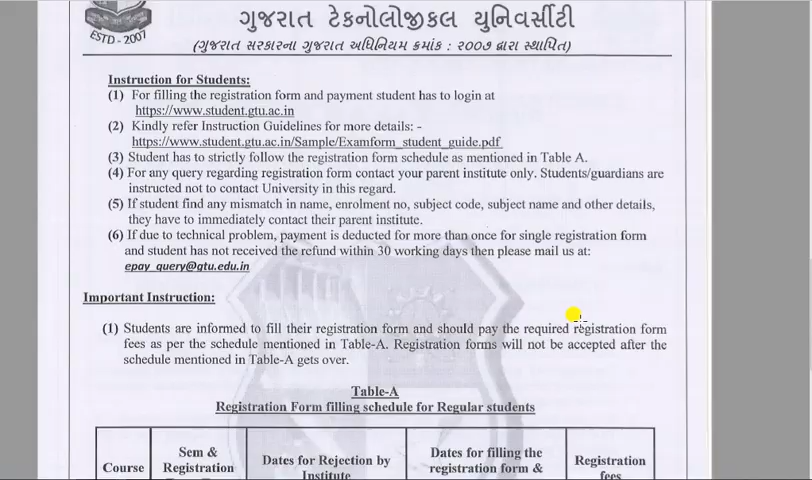 ગુજરાત ટેકનોલોજીકલ યુનિવર્સીટી
ESTD - 2007
(ગુજરાત સરકારના ગુજરાત અધિનિયમ ક્રમાંક : ૨૦૦૭ દ્વારા સ્થાપિત)
Instruction for Students:
(1) For filling the registration form and payment student has to login at
https://www.student.gtu.ac.in
(2) Kindly refer Instruction Guidelines for more details: -
https://www.student.gtu.ac.in/Sample/Examform_student_guide.pdf
(3) Student has to strictly follow the registration form schedule as mentioned in Table A.
(4) For any query regarding registration form contact your parent institute only. Students/guardians are
instructed not to contact University in this regard.
(5) If student find any mismatch in name, enrolment no, subject code, subject name and other details,
they have to immediately contact their parent institute.
(6) If due to technical problem, payment is deducted for more than once for single registration form
and student has not received the refund within 30 working days then please mail us at:
epay_query@gtu.edu.in
Important Instruction:
(1) Students are informed to fill their registration form and should pay the required registration form
fees as per the schedule mentioned in Table-A. Registration forms will not be accepted after the
schedule mentioned in Table-A gets over.
Table-A
Registration Form filling schedule for Regular students
Course
Sem &
Registration
Dates for Rejection by
Institute
Dates for filling the
registration form &
Registration
fees